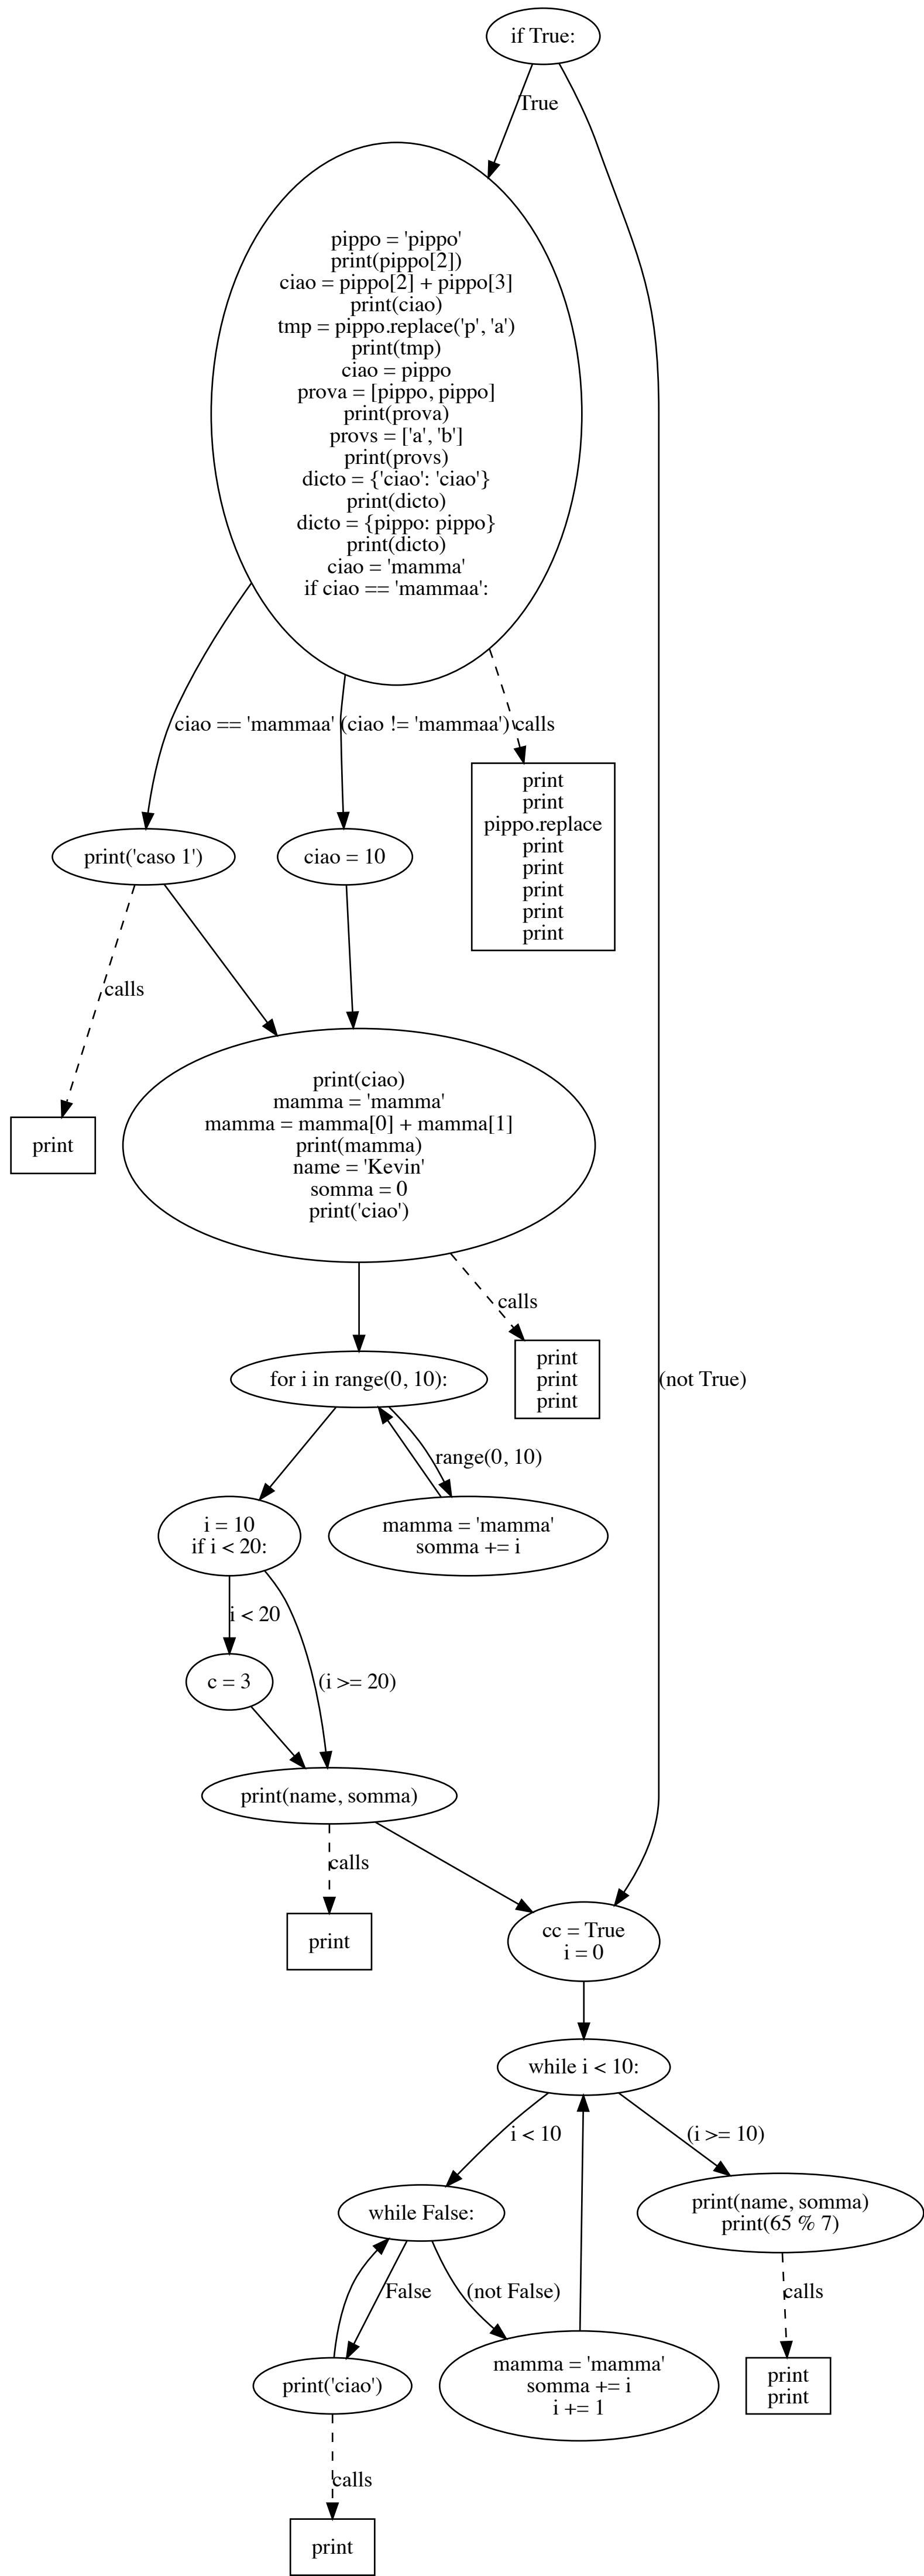 if True:
True
pippo = 'pippo'
print(pippo[2])
ciao = pippo[2] + pippo[3]
print(ciao)
tmp = pippo.replace('p', 'a')
print(tmp)
ciao = pippo
prova = [pippo, pippo]
print(prova)
provs = ['a', 'b']
print(provs)
dicto = {'ciao': 'ciao'}
print(dicto)
dicto = {pippo: pippo}
print(dicto)
ciao = 'mamma'
if ciao == 'mammaa':
ciao == 'mammaa'
(ciao != 'mammaa')
calls
print
print
pippo.replace
print
print
print
print
print
print('caso 1')
ciao = 10
calls
print
print(ciao)
mamma = 'mamma'
mamma = mamma[0] + mamma[1]
print(mamma)
name = 'Kevin'
somma = 0
print('ciao')
calls
print
print
print
for i in range(0, 10):
(not True)
range(0, 10)
i = 10
if i < 20:
mamma = 'mamma'
somma += i
i < 20
c = 3
(i >= 20)
print(name, somma)
calls
print
cc = True
i = 0
while i < 10:
i < 10
(i >= 10)
while False:
print(name, somma)
print(65 % 7)
False
(not False)
calls
print('ciao')
mamma = 'mamma'
somma += i
i += 1
print
print
calls
print